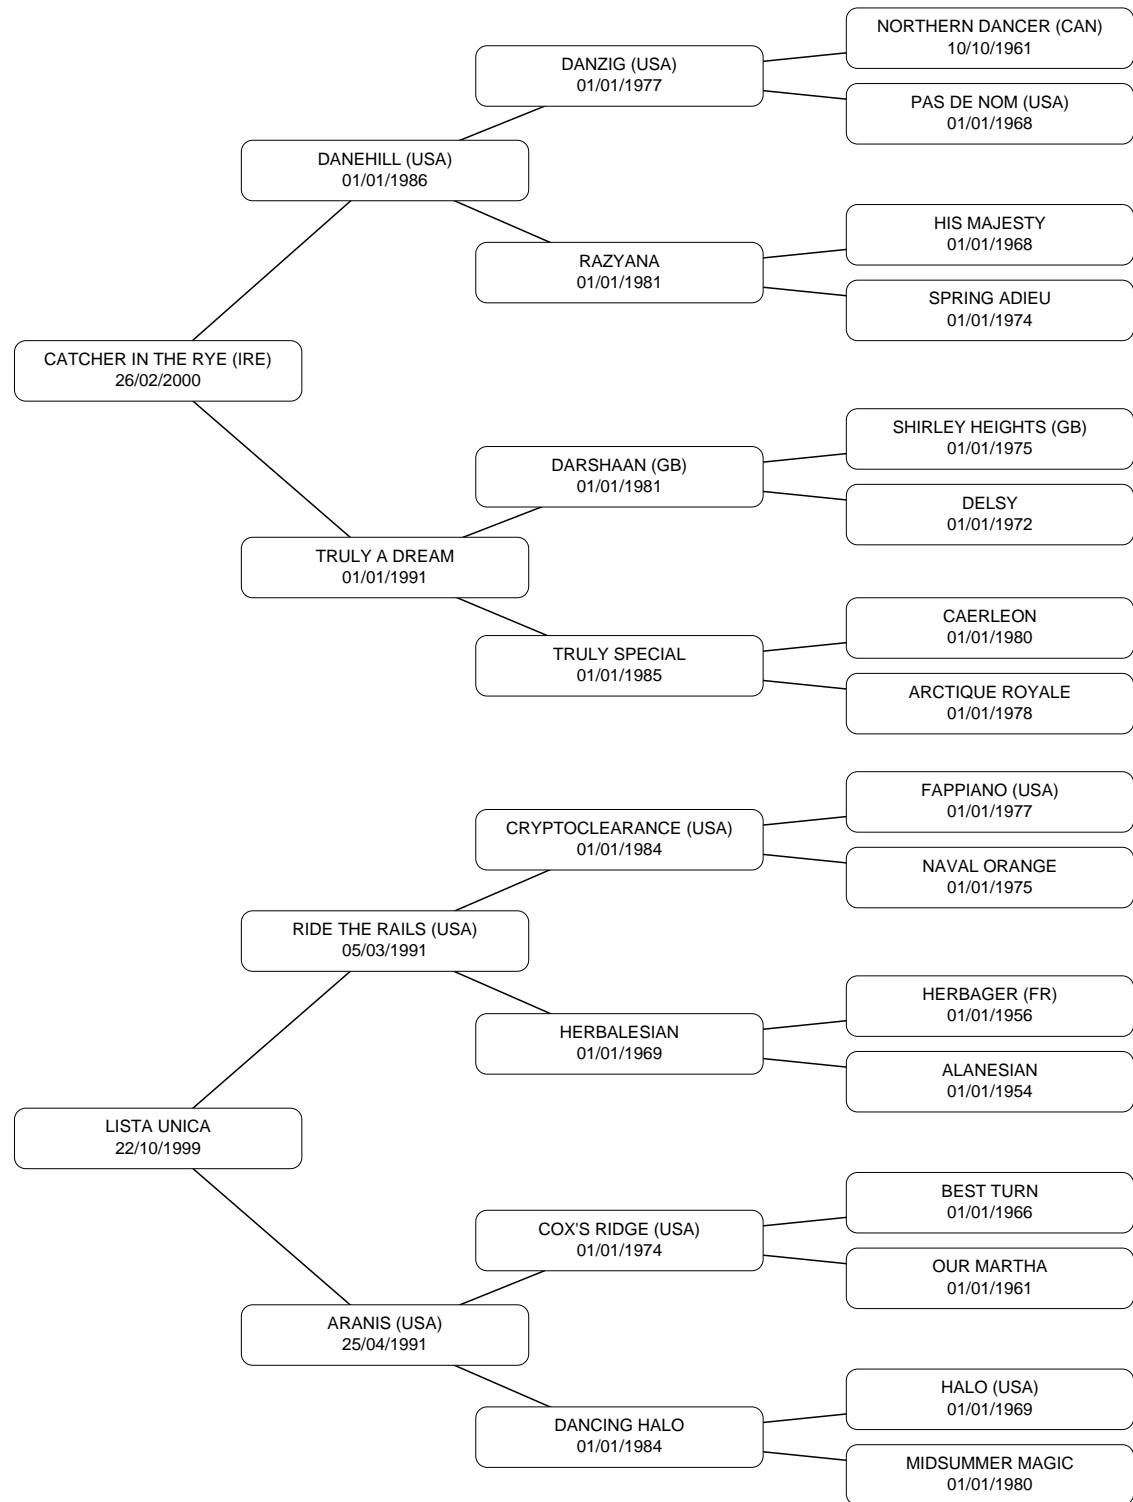 NORTHERN DANCER (CAN)
10/10/1961
DANZIG (USA)
01/01/1977
PAS DE NOM (USA)
01/01/1968
DANEHILL (USA)
01/01/1986
HIS MAJESTY
01/01/1968
RAZYANA
01/01/1981
SPRING ADIEU
01/01/1974
CATCHER IN THE RYE (IRE)
26/02/2000
SHIRLEY HEIGHTS (GB)
01/01/1975
DARSHAAN (GB)
01/01/1981
DELSY
01/01/1972
TRULY A DREAM
01/01/1991
CAERLEON
01/01/1980
TRULY SPECIAL
01/01/1985
ARCTIQUE ROYALE
01/01/1978
FAPPIANO (USA)
01/01/1977
CRYPTOCLEARANCE (USA)
01/01/1984
NAVAL ORANGE
01/01/1975
RIDE THE RAILS (USA)
05/03/1991
HERBAGER (FR)
01/01/1956
HERBALESIAN
01/01/1969
ALANESIAN
01/01/1954
LISTA UNICA
22/10/1999
BEST TURN
01/01/1966
COX'S RIDGE (USA)
01/01/1974
OUR MARTHA
01/01/1961
ARANIS (USA)
25/04/1991
HALO (USA)
01/01/1969
DANCING HALO
01/01/1984
MIDSUMMER MAGIC
01/01/1980